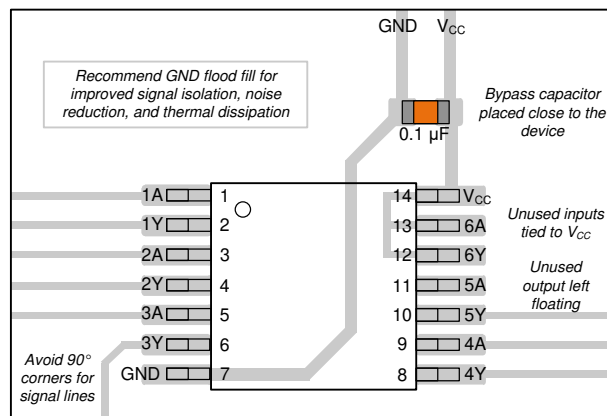 GND VCC
Recommend GND flood fill for
improved signal isolation, noise
reduction, and thermal dissipation
Bypass capacitor
placed close to the
device
0.1 µF
1A 1 14 VCC
1Y 2 13 6A
2A 3 12 6Y
2Y 4 11 5A
3A 5 10 5Y
3Y 6 9 4A
GND 7 8 4Y
Unused inputs
tied to VCC
Unused
output left
floating
Avoid 90°
corners for
signal lines